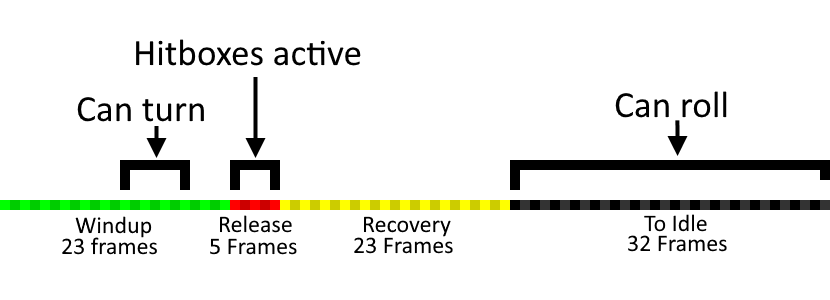 Hitboxes active
Can turn
Can roll
Windup
23 frames
Release
5 Frames
Recovery
23 Frames
To Idle
32 Frames